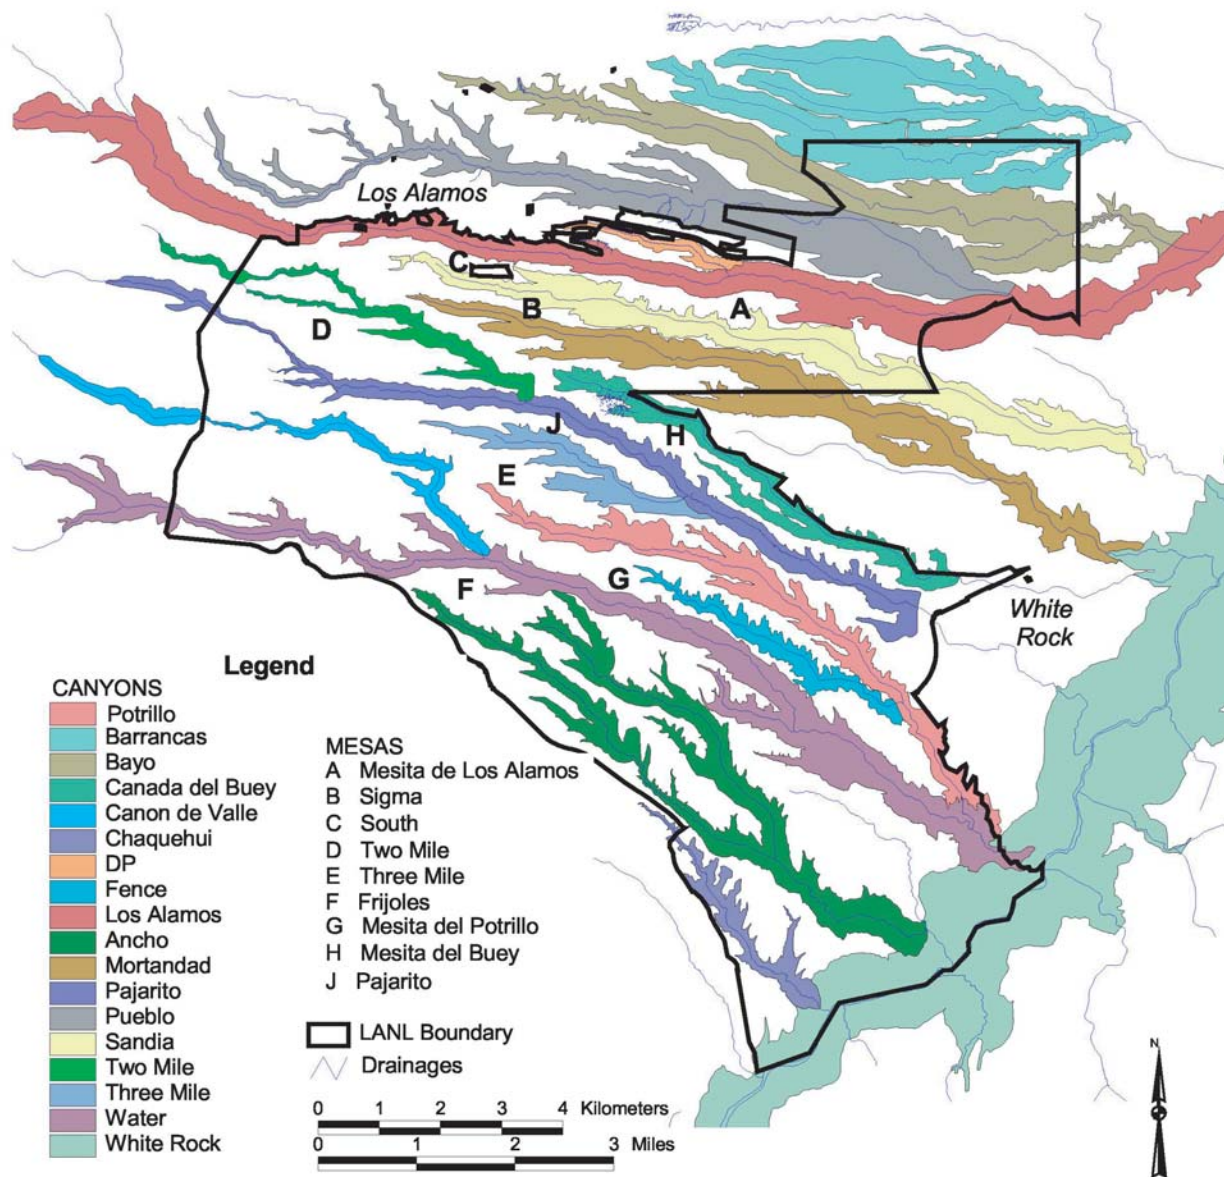 Los Alamos
C
B
A
D
J
H
E
G
F
White
Rock
Legend
CANYONS
Potrillo
Barrancas
Bayo
Canada del Buey
Canon de Valle
Chaquehui
DP
Fence
Los Alamos
Ancho
Mortandad
Pajarito
Pueblo
Sandia
Two Mile
Three Mile
Water
White Rock
MESAS
A Mesita de Los Alamos
B Sigma
C South
D Two Mile
E Three Mile
F Frijoles
G Mesita del Potrillo
H Mesita del Buey
J Pajarito
LANL Boundary
Drainages
0 1 2 3 4 Kilometers
0 1 2 3 Miles
N